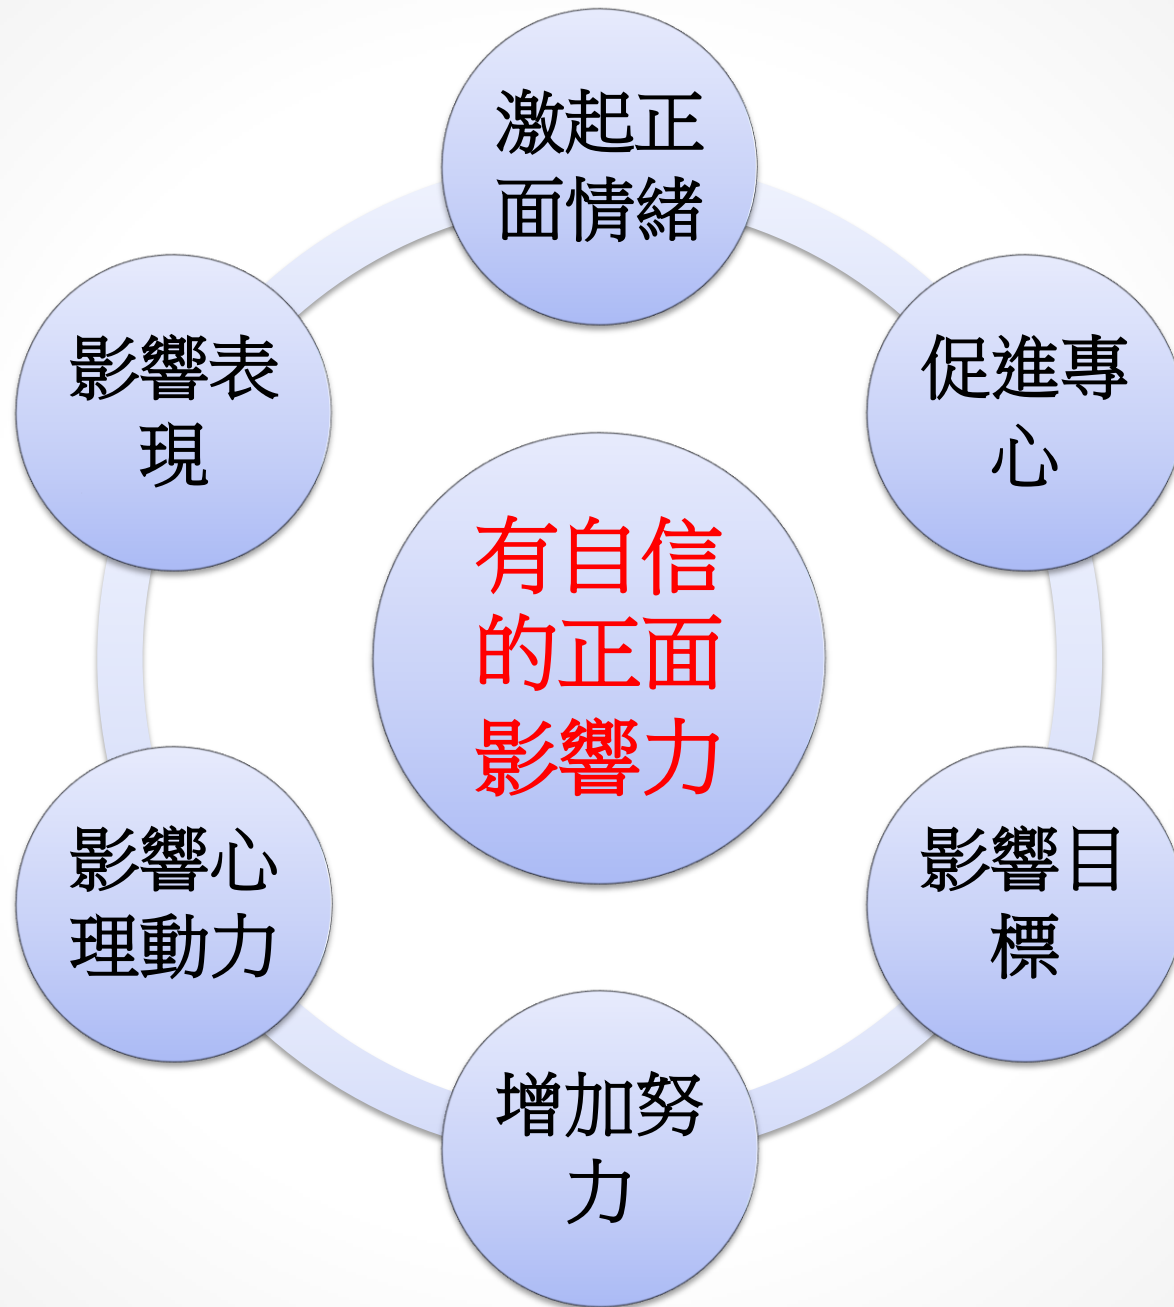 激起正
面情緒
促進專
心
影響目
標
增加努
力
影響心
理動力
影響表
現
有自信
的正面
影響力